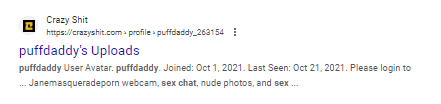 Crazy Shit
https://crazyshit.com › profile › puffdaddy_263154
puffdaddy's Uploads
puffdaddy User Avatar. puffdaddy. Joined: Oct 1, 2021. Last Seen: Oct 21, 2021. Please login to
... Janemasqueradeporn webcam, sex chat, nude photos, and sex ...